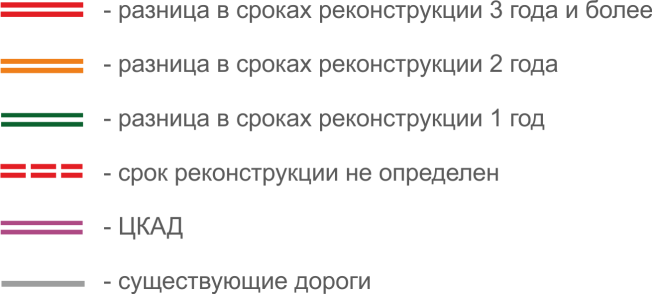 - разница в сроках реконструкции 3 года и более
- разница в сроках реконструкции 2 года
- разница в сроках реконструкции 1 год
- срок реконструкции не определен
- ЦКАД
- существующие дороги